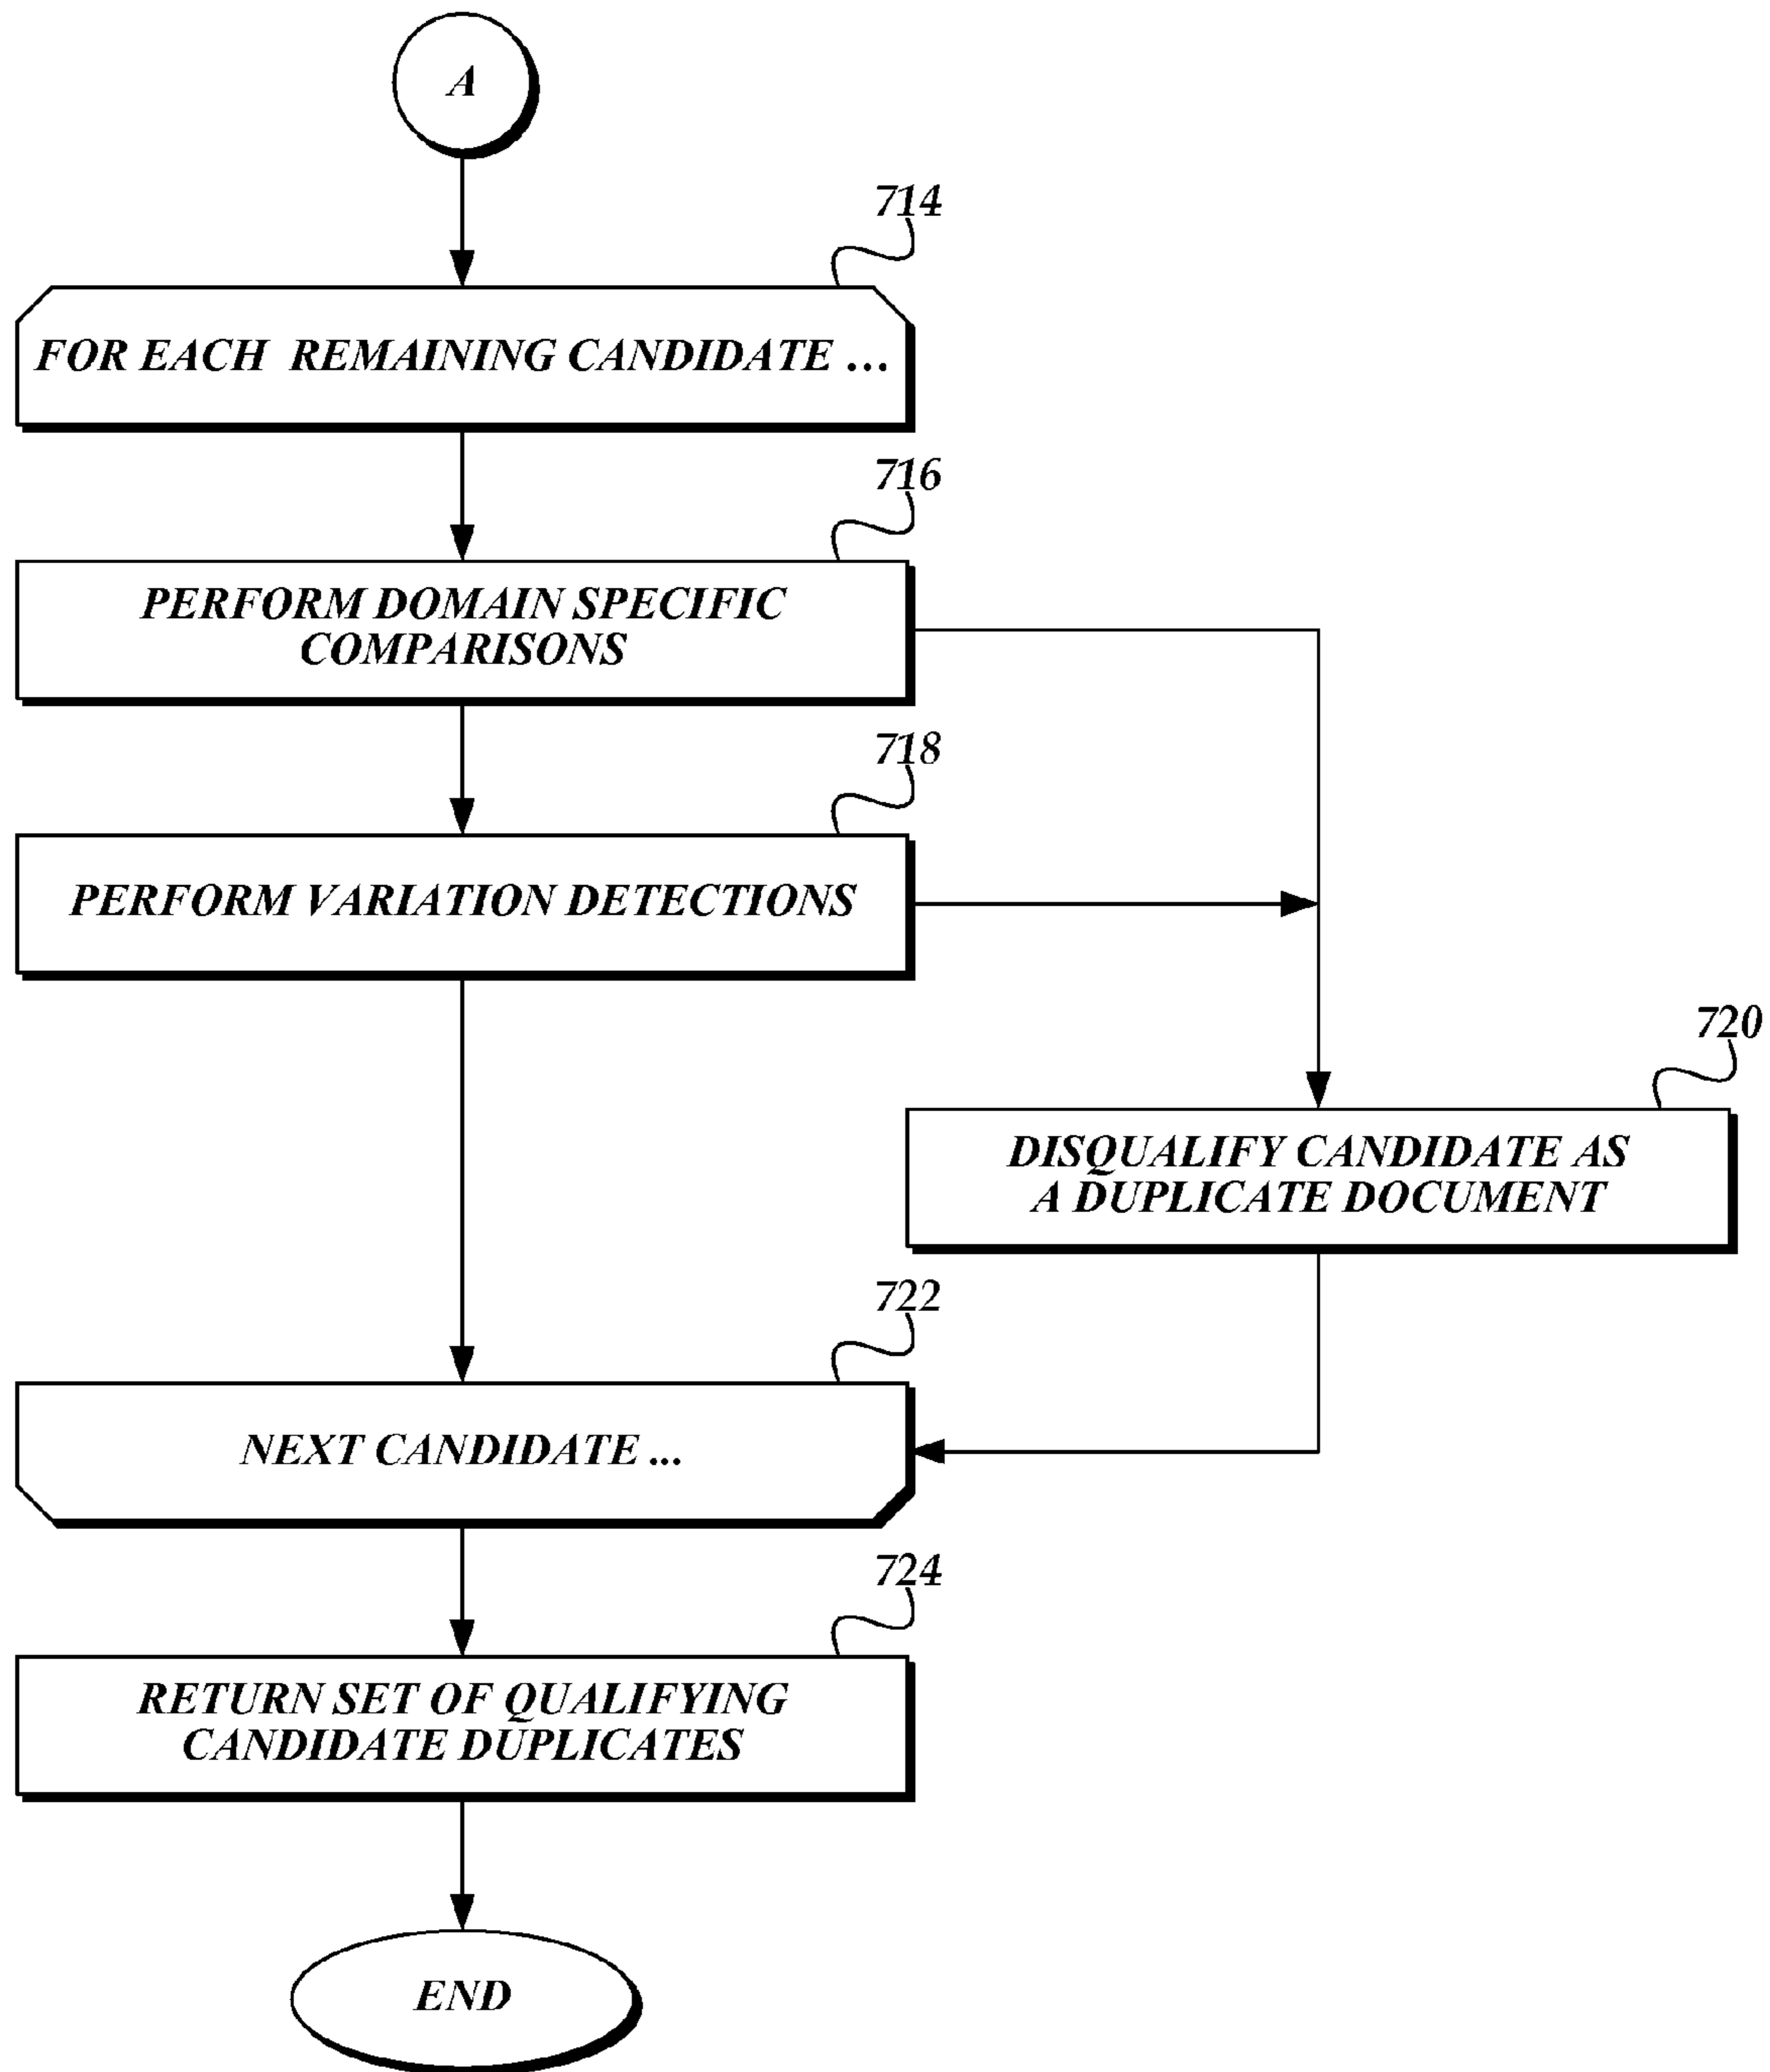 A
714
FOR EACH REMAINING CANDIDATE ...
716
PERFORM DOMAIN SPECIFIC
COMPARISONS
718
PERFORM VARIATION DETECTIONS
720
DISQUALIFY CANDIDATE AS
A DUPLICATE DOCUMENT
722
NEXT CANDIDATE ...
724
RETURN SET OF QUALIFYING
CANDIDATE DUPLICATES
END